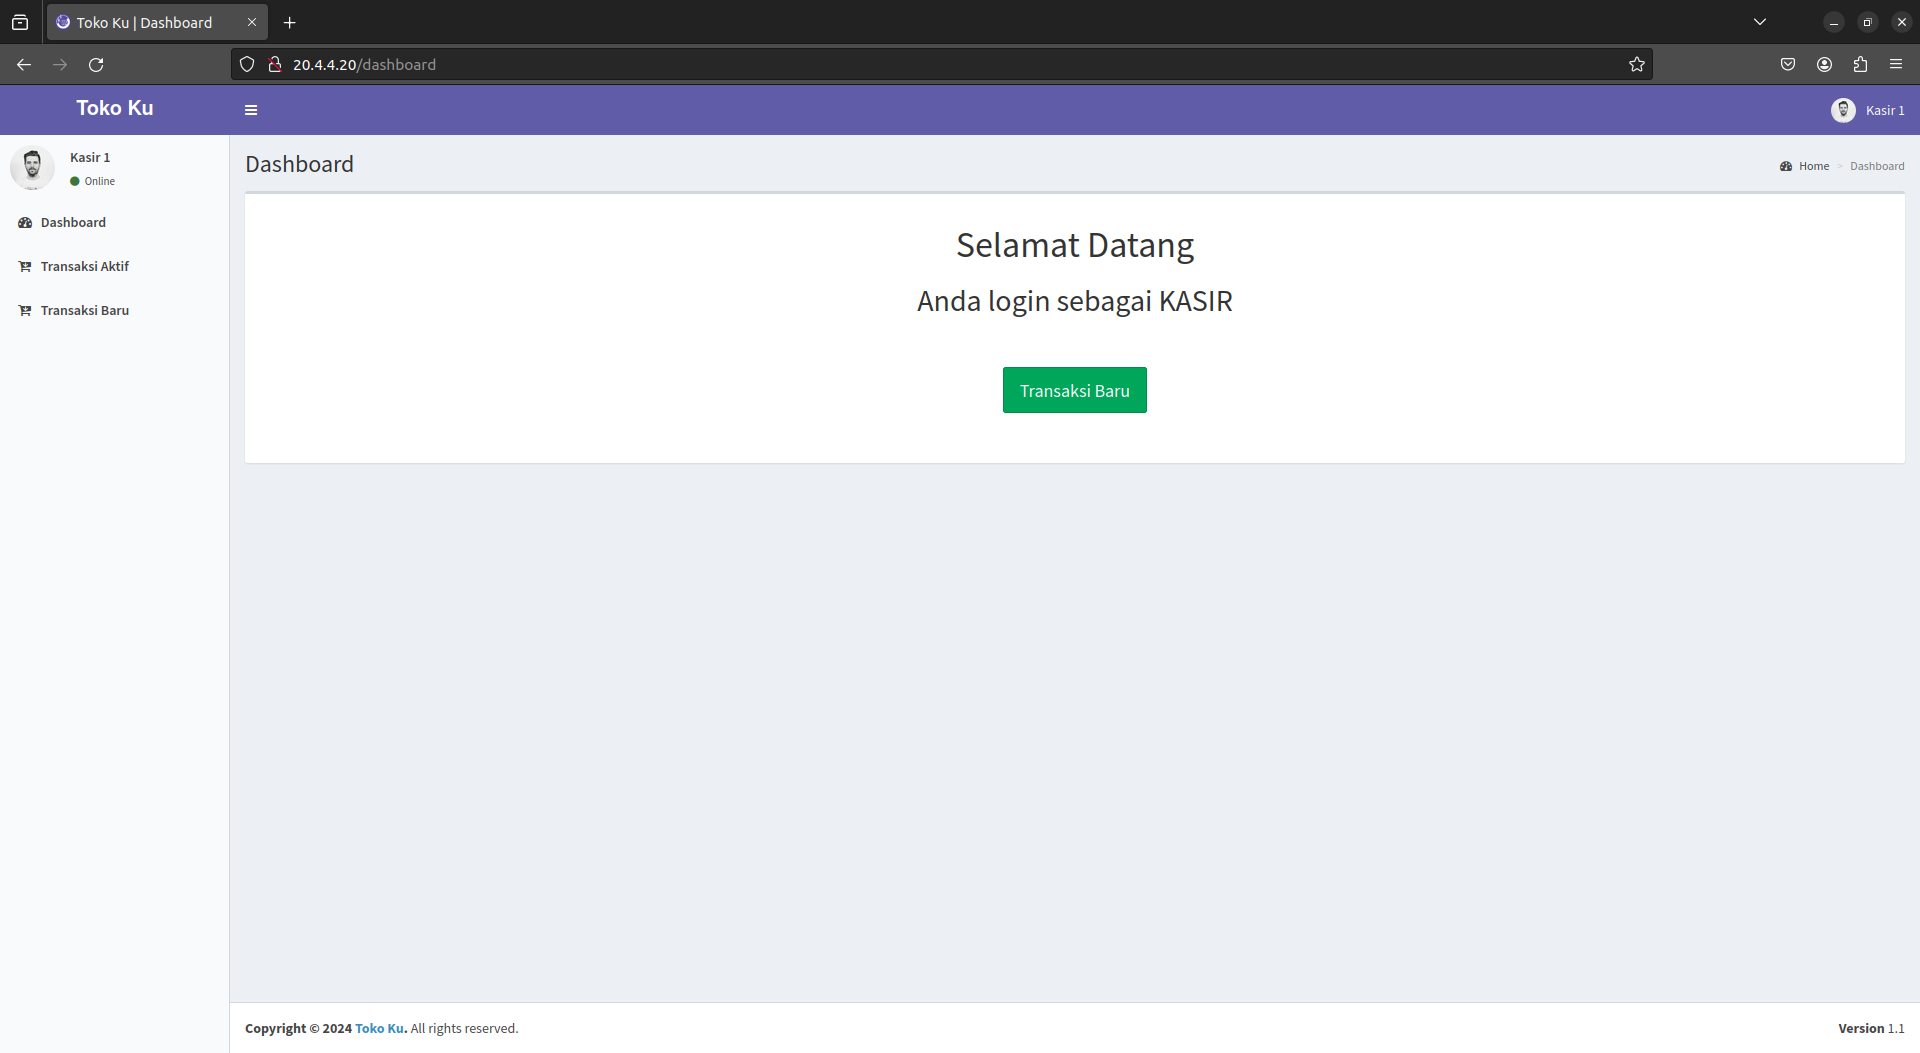 Toko Ku | Dashboard
20.4.4.20/dashboard
Toko Ku
Kasir 1
Kasir 1
Online
Dashboard
Transaksi Aktif
Transaksi Baru
Dashboard
Home > Dashboard
Selamat Datang
Anda login sebagai KASIR
Transaksi Baru
Copyright © 2024 Toko Ku. All rights reserved.
Version 1.1